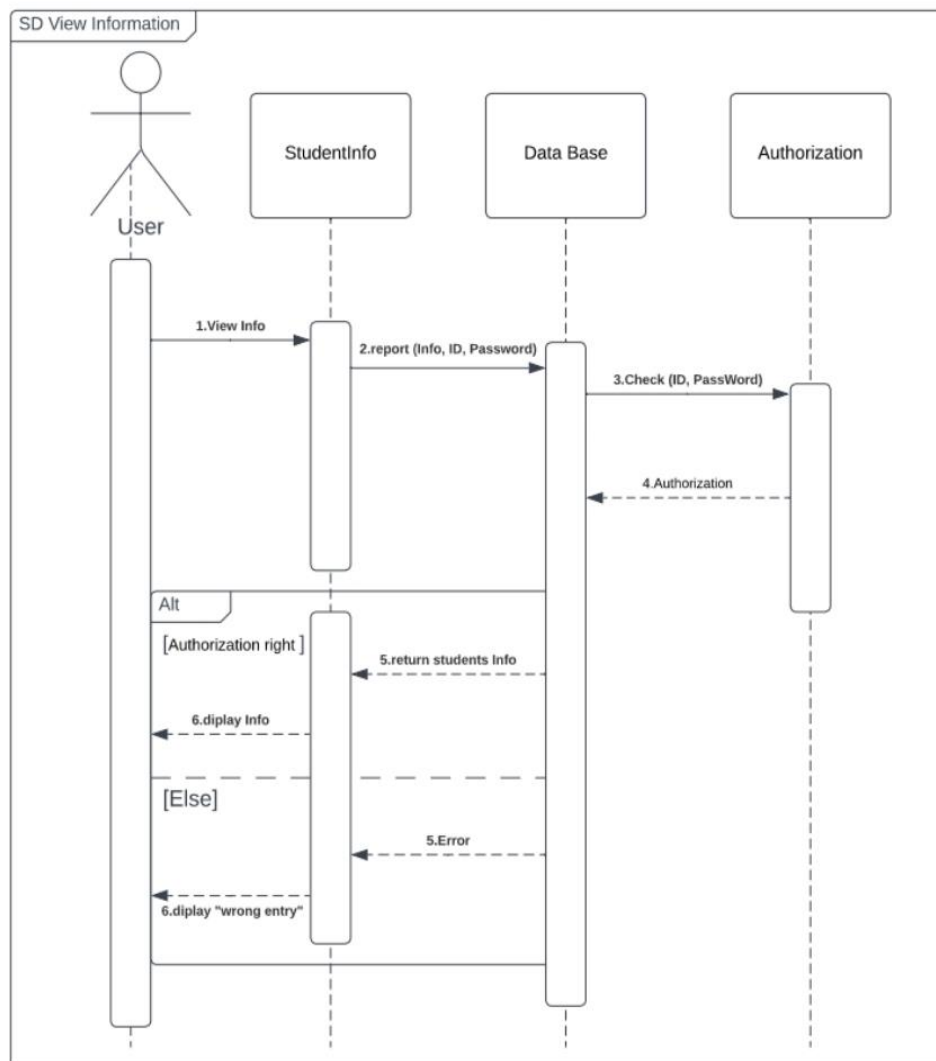 SD View Information
StudentInfo
Data Base
Authorization
User
1.View Info
2.report (Info, ID, Password)
3.Check (ID, PassWord)
4.Authorization
Alt
[Authorization right ]
5.return students Info
6.diplay Info
[Else]
5.Error
6.diplay "wrong entry"